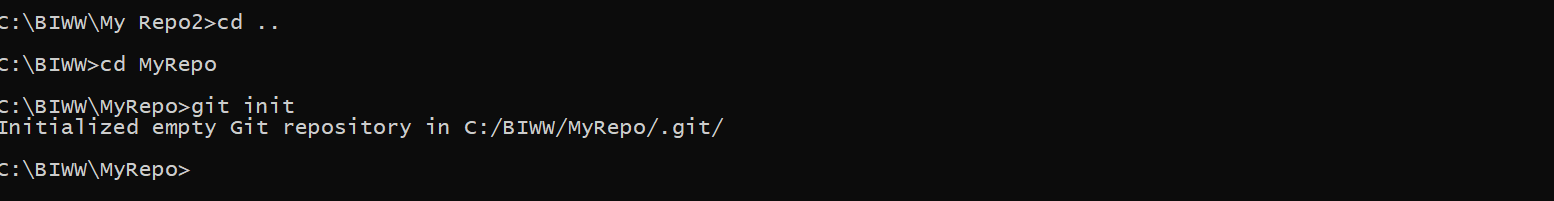 C:\BIWW\My Repo2>cd ..
C:\BIWW>cd MyRepo
C:\BIWW\MyRepo>git init
Initialized empty Git repository in C:/BIWW/MyRepo/.git/
C:\BIWW\MyRepo>